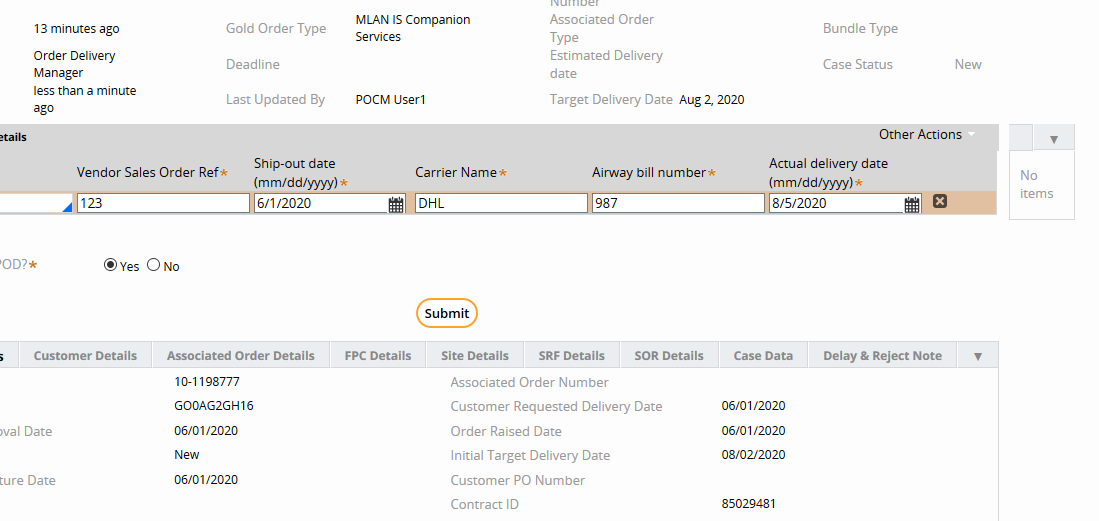 Number
13 minutes ago Gold Order Type MLAN IS Companion Services Associated Order Type Bundle Type
Order Delivery Manager Deadline Estimated Delivery date Case Status New
less than a minute ago Last Updated By POCM User1 Target Delivery Date Aug 2, 2020
etails Other Actions
Vendor Sales Order Ref* Ship-out date (mm/dd/yyyy)* Carrier Name* Airway bill number* Actual delivery date (mm/dd/yyyy)*
123 6/1/2020 DHL 987 8/5/2020
No items
POD?* Yes No
Submit
s Customer Details Associated Order Details FPC Details Site Details SRF Details SOR Details Case Data Delay & Reject Note
10-1198777 Associated Order Number
GO0AG2GH16 Customer Requested Delivery Date 06/01/2020
oval Date 06/01/2020 Order Raised Date 06/01/2020
New Initial Target Delivery Date 08/02/2020
ture Date 06/01/2020 Customer PO Number
Contract ID 85029481